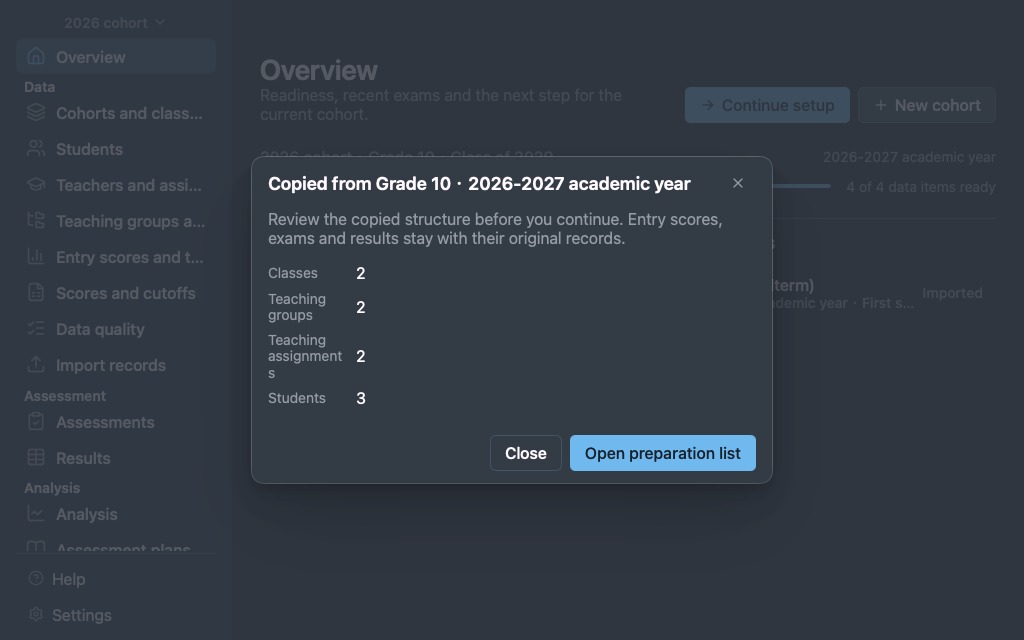 2026 cohort
Overview
Data
Cohorts and class...
Students
Teachers and assi...
Teaching groups a...
Entry scores and t...
Scores and cutoffs
Data quality
Import records
Assessment
Assessments
Results
Analysis
Analysis
Assessment plans
Help
Settings
Overview
Readiness, recent exams and the next step for the
current cohort.
Continue setup
New cohort
2026-2027 academic year
4 of 4 data items ready
Copied from Grade 10 · 2026-2027 academic year
Review the copied structure before you continue. Entry scores,
exams and results stay with their original records.
Classes 2
Teaching
groups
2
Teaching
assignment
s
2
Students 3
Close
Open preparation list
Imported